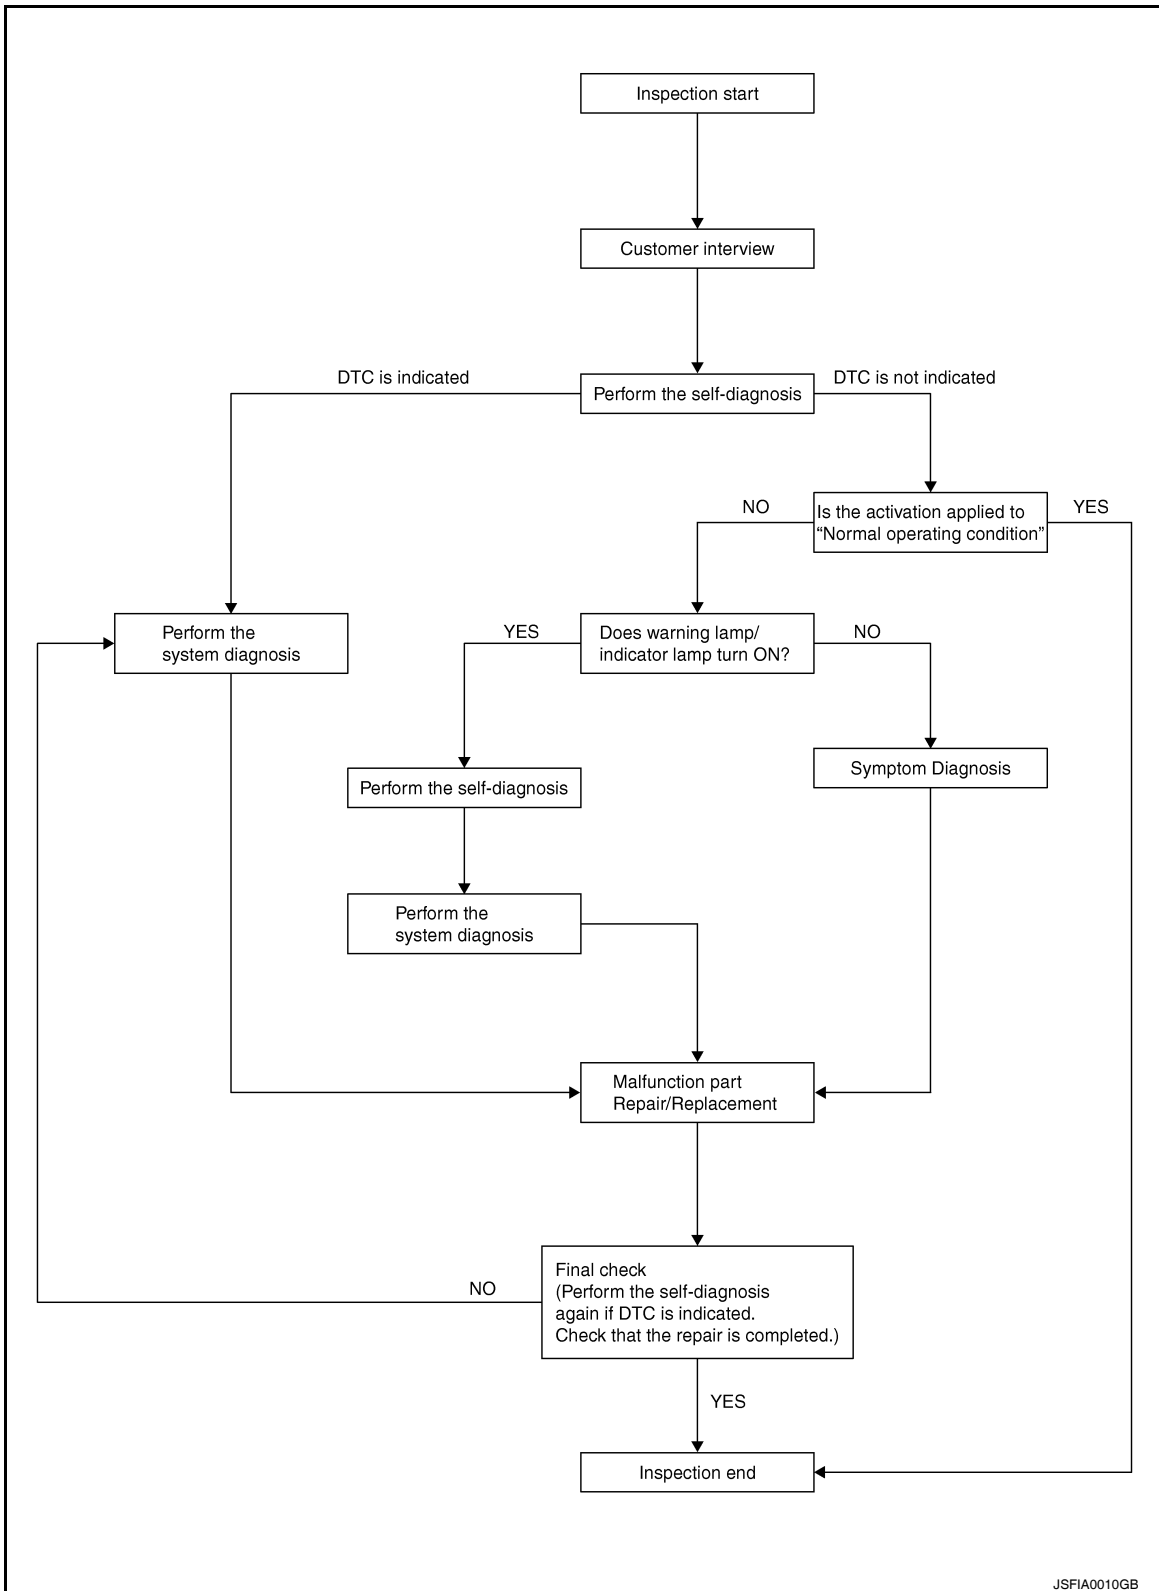 Inspection start
Customer interview
DTC is indicated
Perform the self-diagnosis
DTC is not indicated
NO
Is the activation applied to
“Normal operating condition”
YES
Perform the
system diagnosis
YES
Does warning lamp/
indicator lamp turn ON?
NO
Perform the self-diagnosis
Symptom Diagnosis
Perform the
system diagnosis
Malfunction part
Repair/Replacement
NO
Final check
(Perform the self-diagnosis
again if DTC is indicated.
Check that the repair is completed.)
YES
Inspection end
JSFIA0010GB